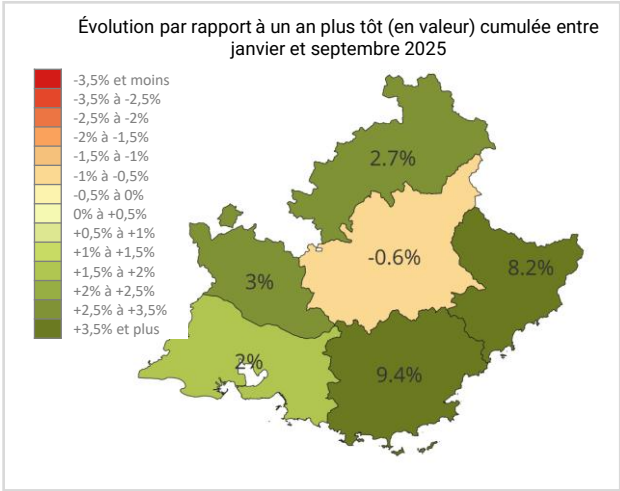 Évolution par rapport à un an plus tôt (en valeur) cumulée entre
janvier et septembre 2025
-3,5% et moins
-3,5% à -2,5%
-2,5% à -2%
-2% à -1,5%
-1,5% à -1%
-1% à -0,5%
-0,5% à 0%
0% à +0,5%
+0,5% à +1%
+1% à +1,5%
+1,5% à +2%
+2% à +2,5%
+2,5% à +3,5%
+3,5% et plus
2.7%
-0.6%
8.2%
3%
2%
9.4%